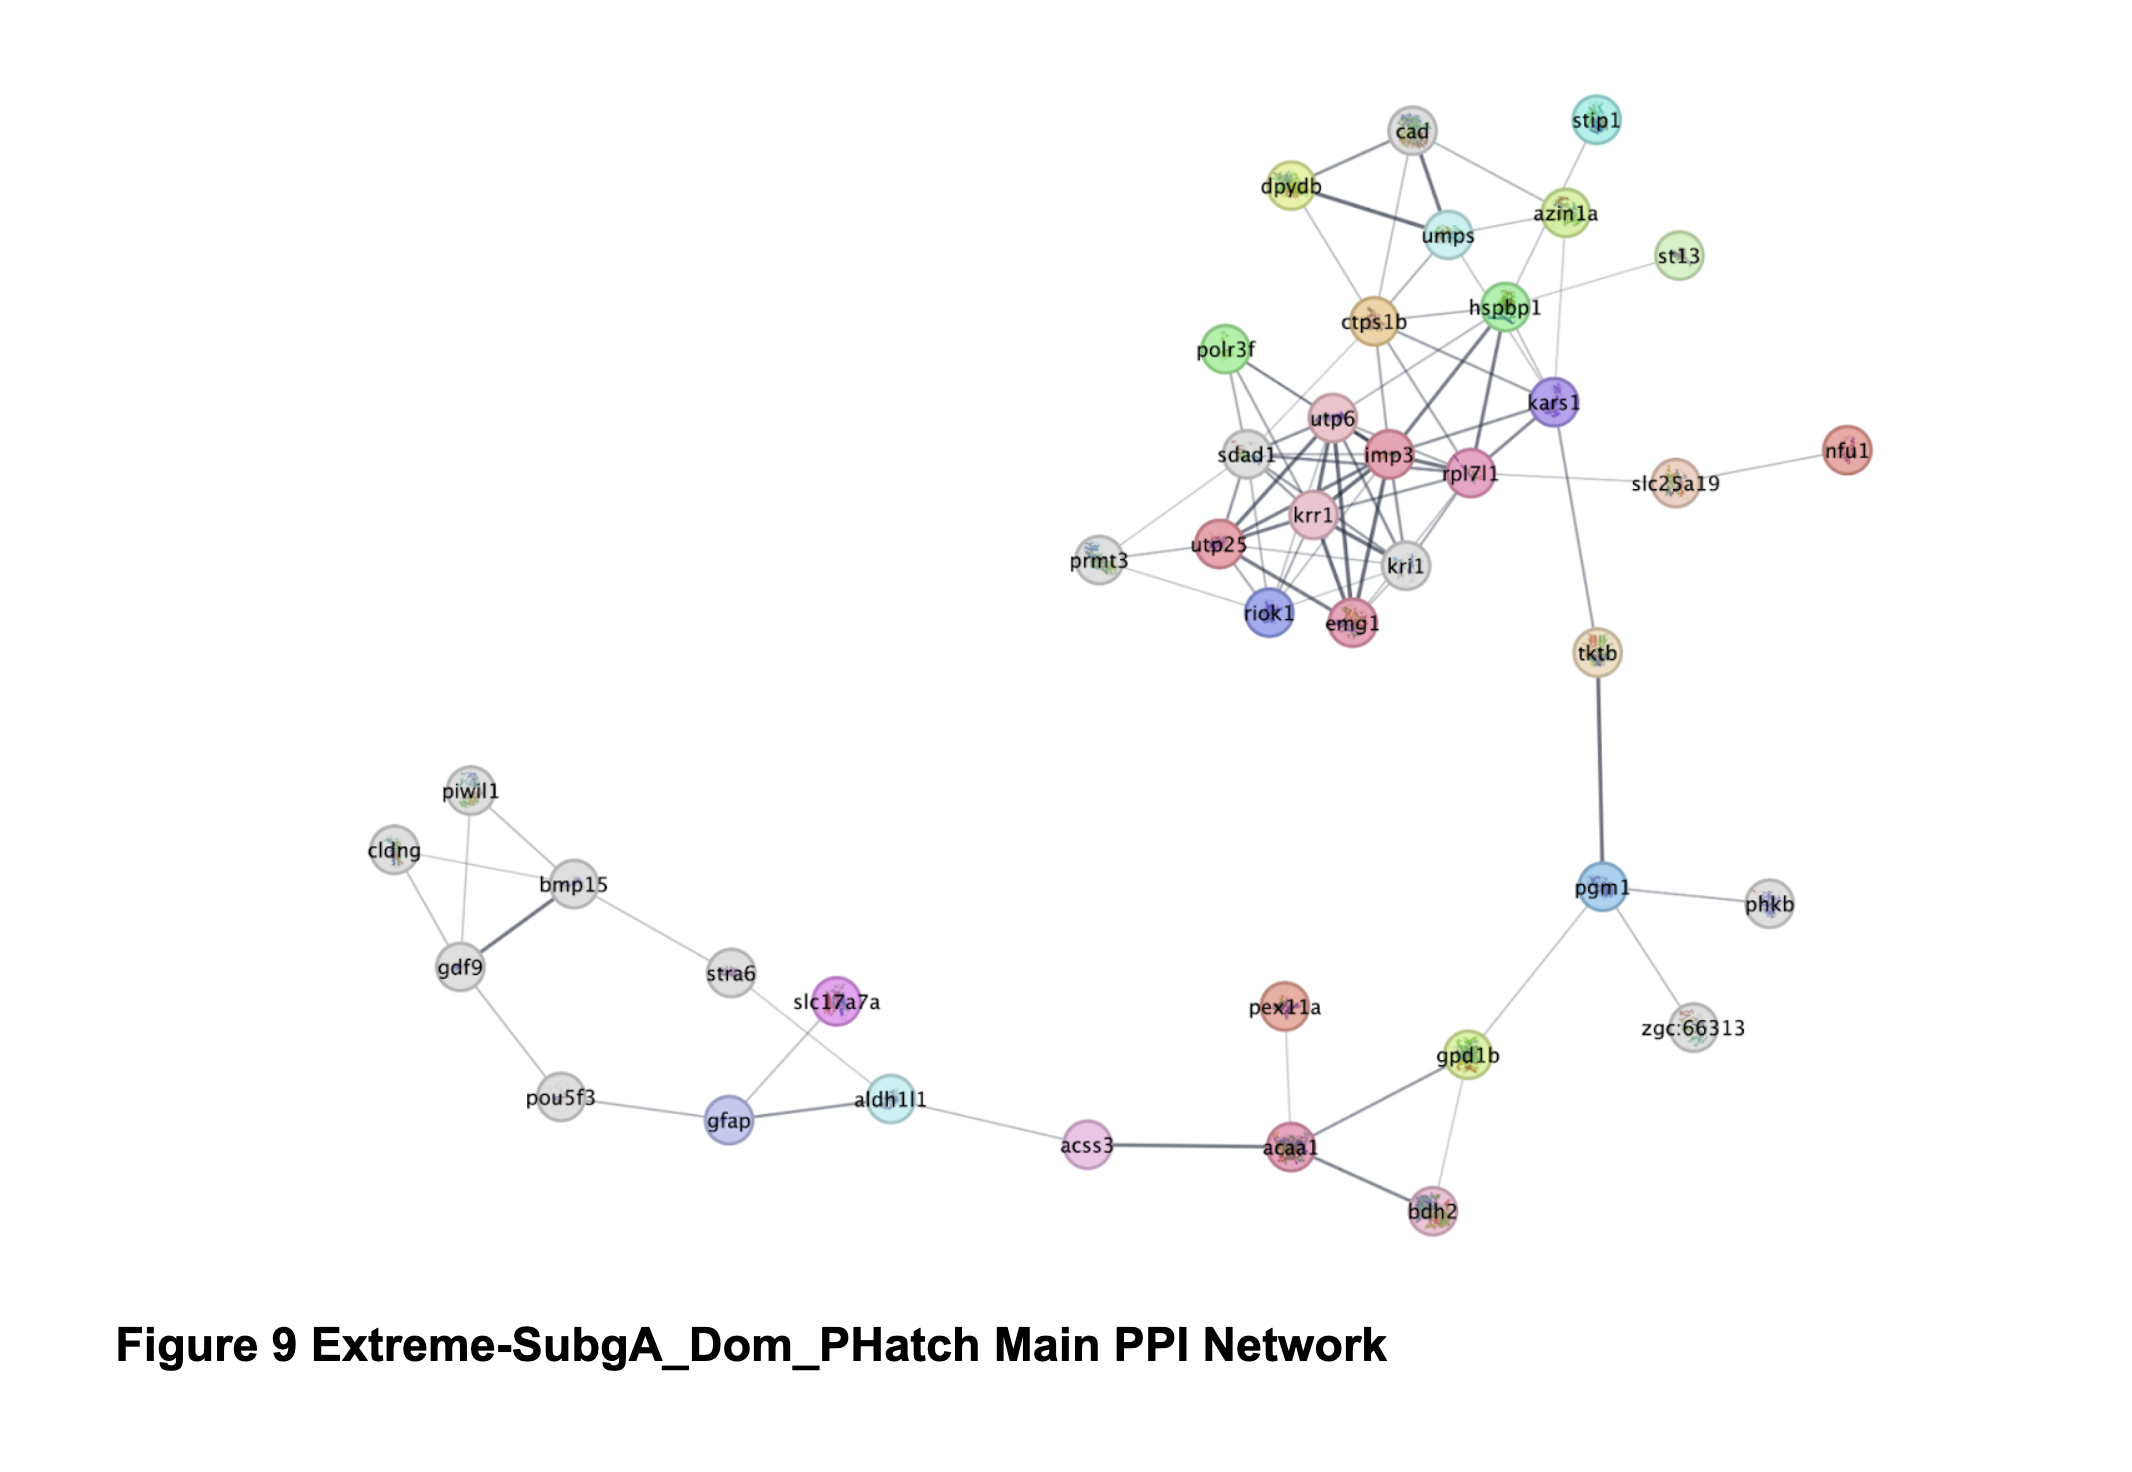 stip1
cad
dpydb
azin1a
umps
st13
hspbp1
ctps1b
polr3f
kars1
utp6
nfu1
sdad1
imp3
rpl7l1
slc25a19
krr1
utp25
prmt3
kri1
riok1
emg1
tktb
piwil1
cldng
bmp15
pgm1
phkb
gdf9
stra6
slc17a7a
pex11a
zgc:66313
gpd1b
pou5f3
aldh1l1
gfap
acss3
acaa1
bdh2
Figure 9 Extreme-SubgA_Dom_PHatch Main PPI Network